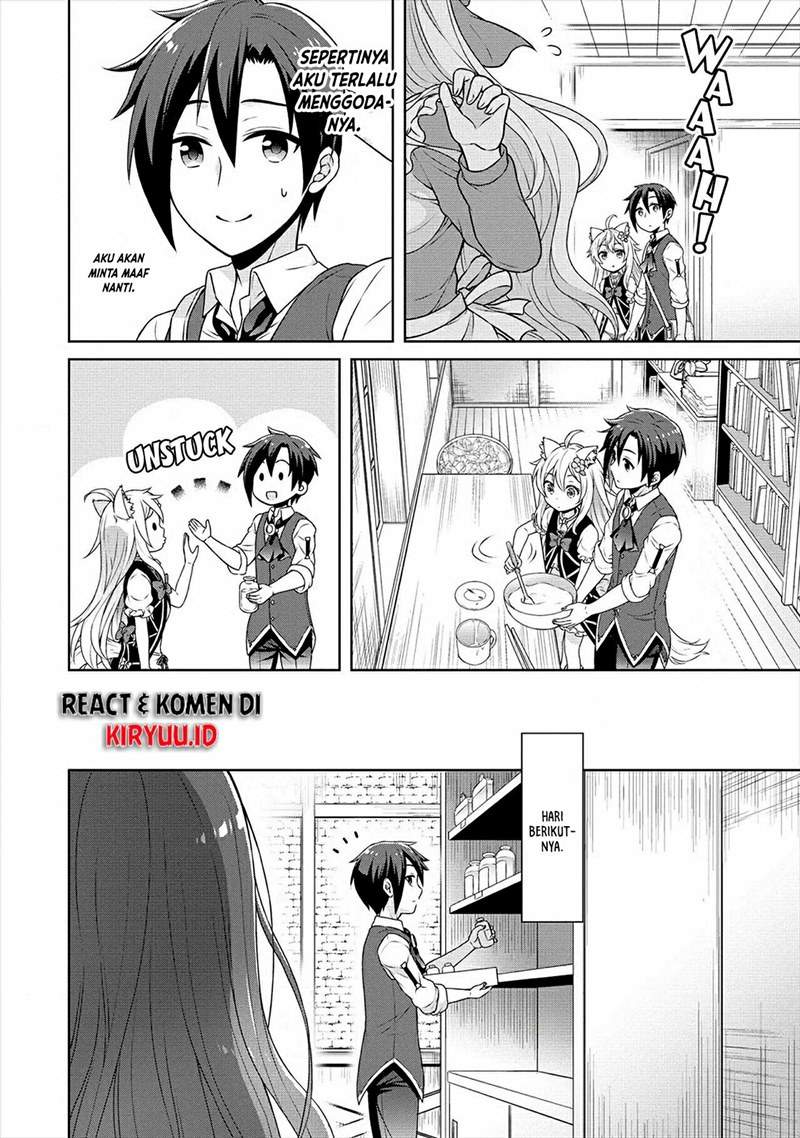 WAAAH!
SEPERTINYA
AKU TERLALU
MENGGODA-
NYA.
AKU AKAN
MINTA MAAF
NANTI.
UNSTUCK
REACT & KOMEN DI
KIRYUU.ID
HARI
BERIKUT-
NYA.